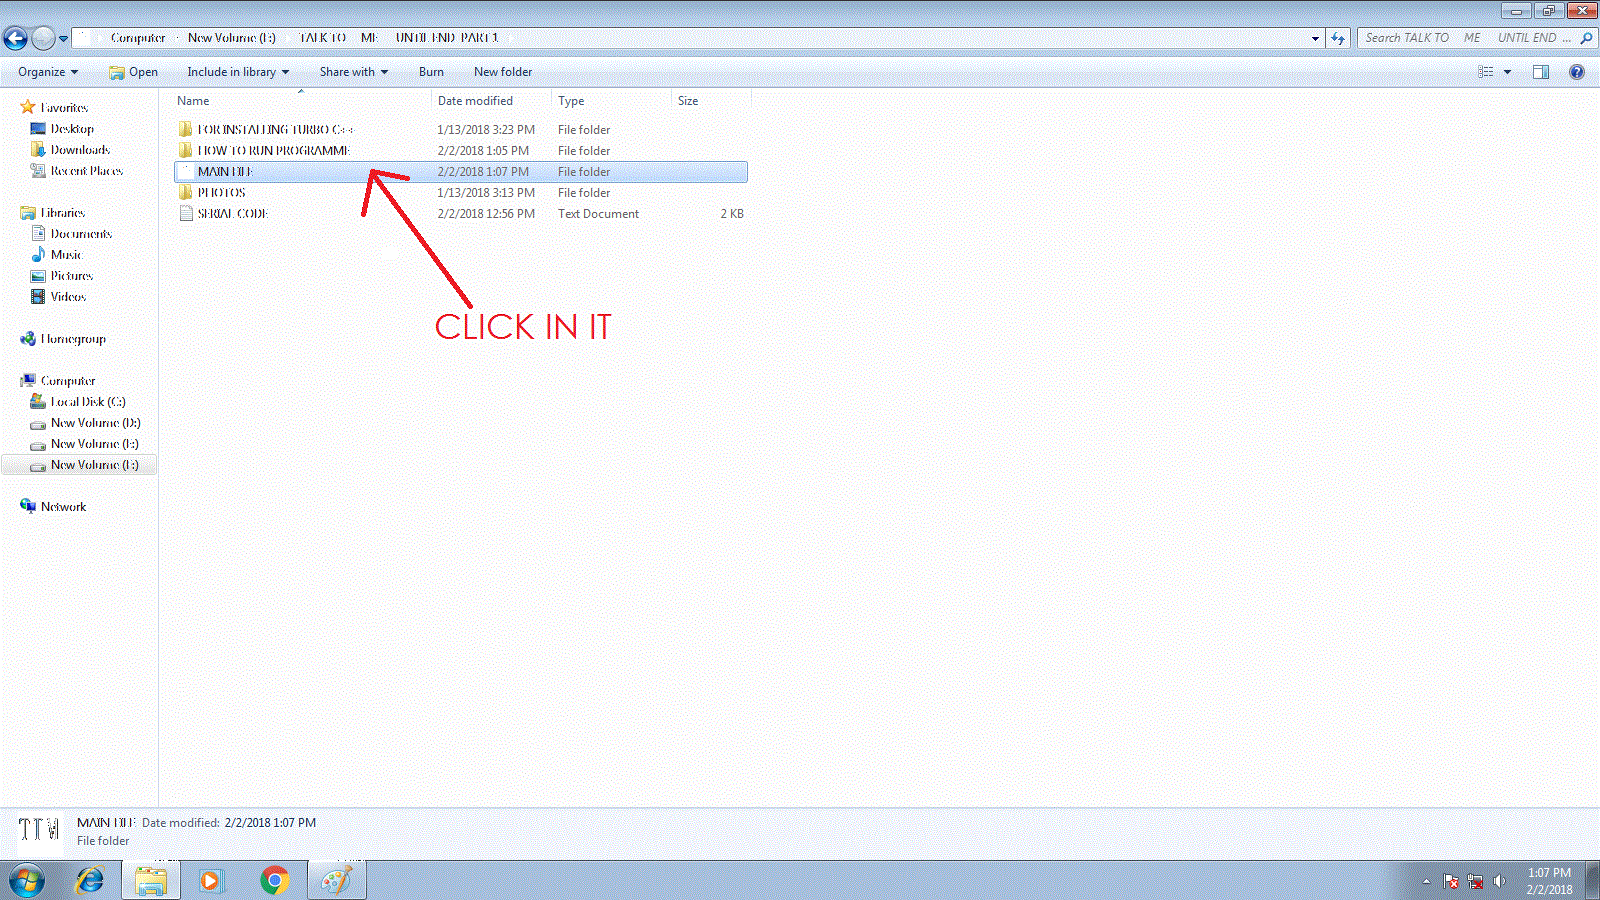 Computer New Volume (F:) TALK TO ME UNTIL END PART 1
Search TALK TO ME UNTIL END ...
Organize Open Include in library Share with Burn New folder
Name Date modified Type Size
Favorites
Desktop
Downloads
Recent Places
Libraries
Documents
Music
Pictures
Videos
Homegroup
Computer
Local Disk (C:)
New Volume (D:)
New Volume (E:)
New Volume (F:)
Network
FOR INSTALLING TURBO C++ 1/13/2018 3:23 PM File folder
HOW TO RUN PROGRAMME 2/2/2018 1:05 PM File folder
MAIN FILE 2/2/2018 1:07 PM File folder
PHOTOS 1/13/2018 3:13 PM File folder
SERIAL CODE 2/2/2018 12:56 PM Text Document 2 KB
CLICK IN IT
MAIN FILE Date modified: 2/2/2018 1:07 PM
File folder
1:07 PM
2/2/2018